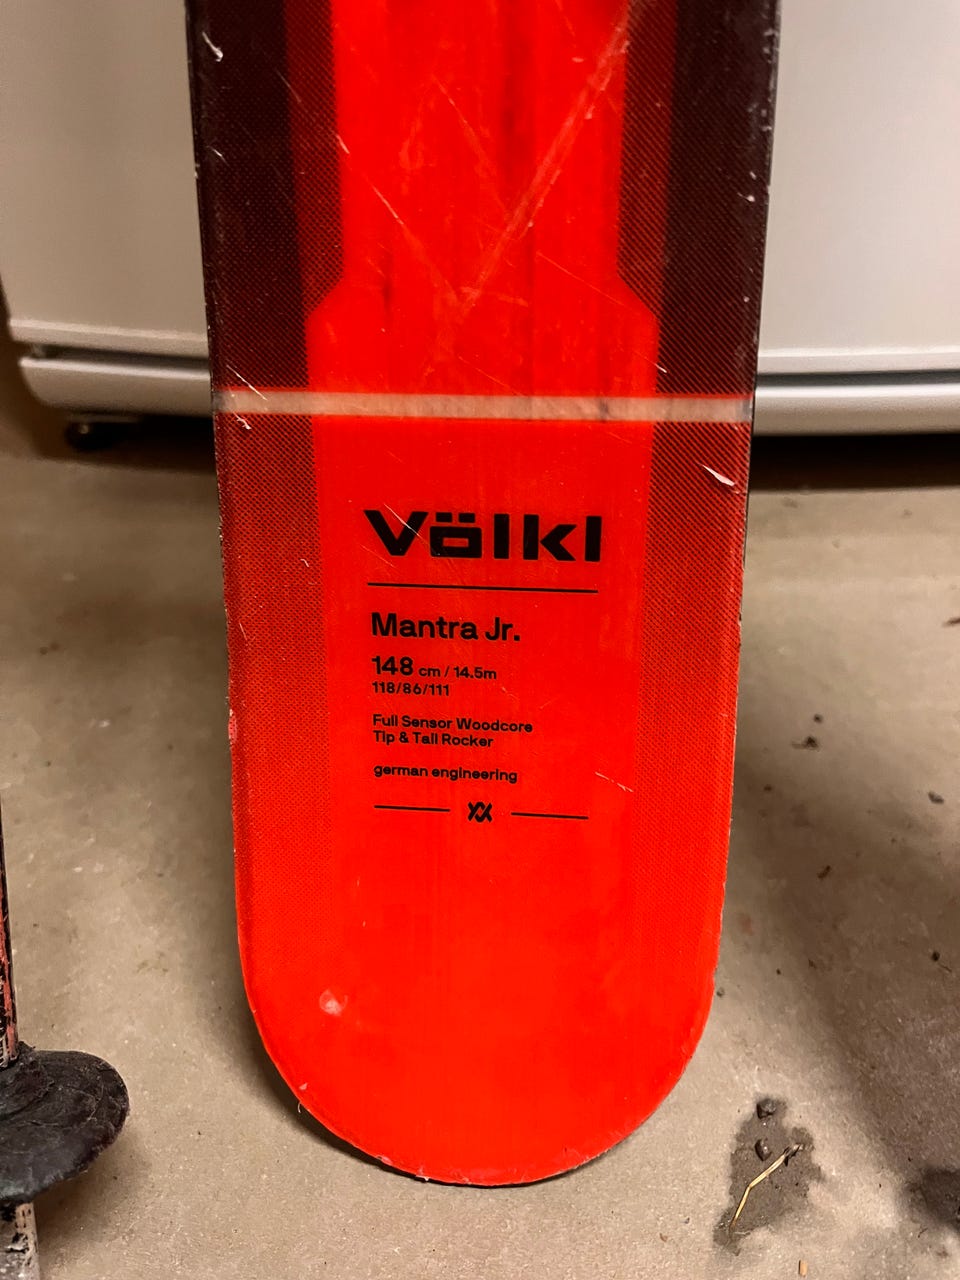 völkl
Mantra Jr.
148 cm / 14.5m
118/86/111
Full Sensor Woodcore
Tip & Tail Rocker
german engineering